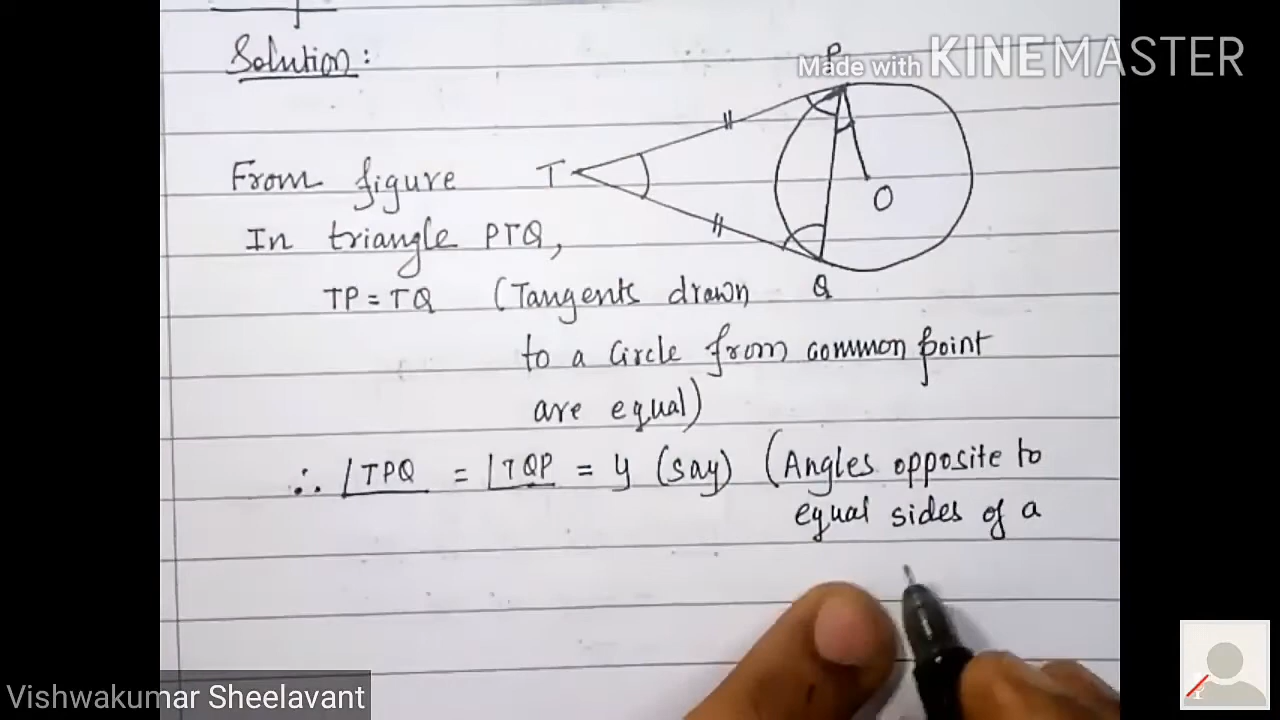 Solution:
P
Made with KINEMASTER
From figure
T
O
In triangle PTQ,
TP = TQ (Tangents drawn
Q
to a Circle from common point
are equal)
∴ ∠TPQ = ∠TQP = y (say) (Angles opposite to
equal sides of a
Vishwakumar Sheelavant